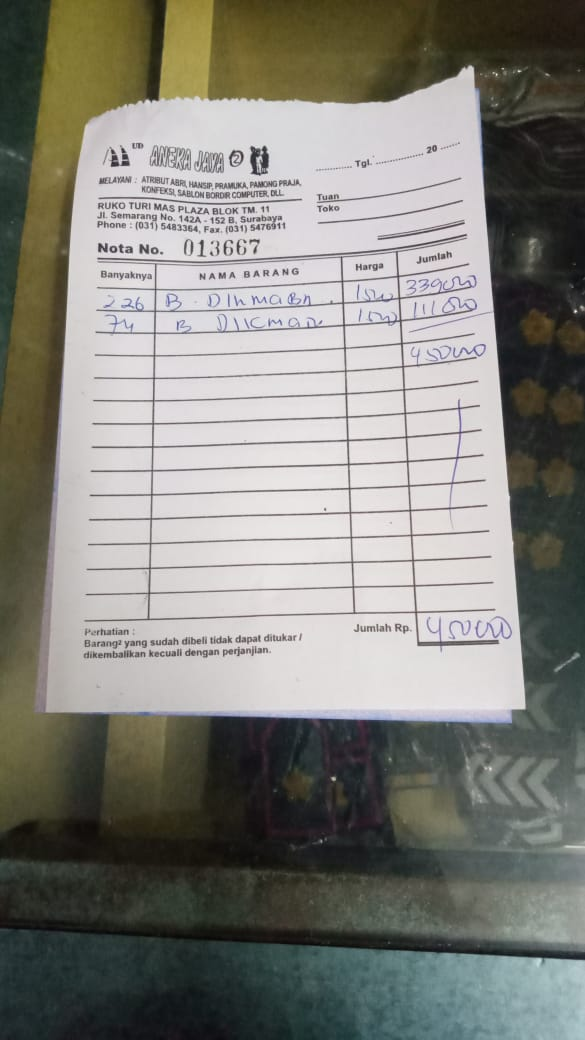 UD ANEKA JAYA 2
MELAYANI : ATRIBUT ABRI, HANSIP, PRAMUKA, PAMONG PRAJA,
KONFEKSI, SABLON BORDIR COMPUTER, DLL.
RUKO TURI MAS PLAZA BLOK TM. 11
Jl. Semarang No. 142A - 152 B, Surabaya
Phone : (031) 5483364, Fax. (031) 5476911
............ Tgl. ................ 20 ......
Tuan
Toko
Nota No. 013667
Banyaknya NAMA BARANG Harga Jumlah
226 B. 1500 339000
74 B 1500 111000
450000
Perhatian :
Barang² yang sudah dibeli tidak dapat ditukar /
dikembalikan kecuali dengan perjanjian.
Jumlah Rp. 450000